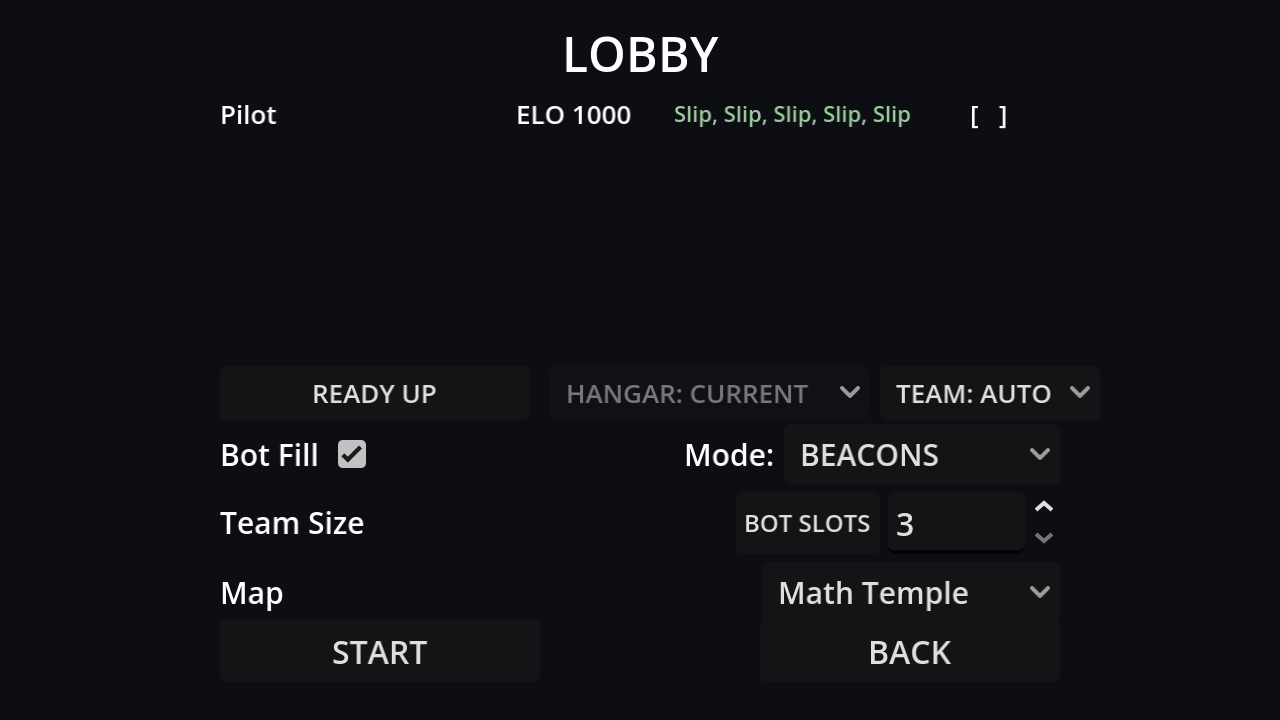 LOBBY
Pilot ELO 1000 Slip, Slip, Slip, Slip, Slip [ ]
READY UP HANGAR: CURRENT TEAM: AUTO
Bot Fill Mode: BEACONS
Team Size BOT SLOTS 3
Map Math Temple
START BACK